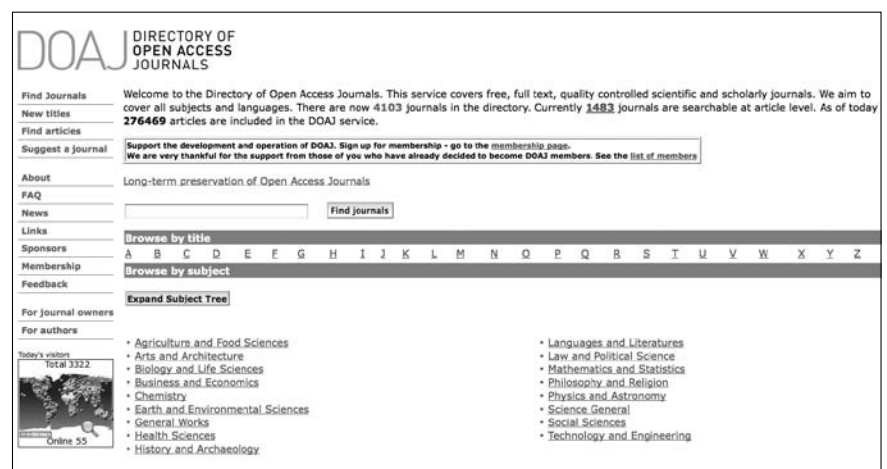 DOAJ DIRECTORY OF
OPEN ACCESS
JOURNALS
Find Journals
New titles
Find articles
Suggest a journal
About
FAQ
News
Links
Sponsors
Membership
Feedback
For journal owners
For authors
Today's visitors
Total 3322
Online 55
Welcome to the Directory of Open Access Journals. This service covers free, full text, quality controlled scientific and scholarly journals. We aim to
cover all subjects and languages. There are now 4103 journals in the directory. Currently 1483 journals are searchable at article level. As of today
276469 articles are included in the DOAJ service.
Support the development and operation of DOAJ. Sign up for membership - go to the membership page.
We are very thankful for the support from those of you who have already decided to become DOAJ members. See the list of members
Long-term preservation of Open Access Journals
Find journals
Browse by title
A B C D E F G H I J K L M N O P Q R S T U V W X Y Z
Browse by subject
Expand Subject Tree
• Agriculture and Food Sciences
• Arts and Architecture
• Biology and Life Sciences
• Business and Economics
• Chemistry
• Earth and Environmental Sciences
• General Works
• Health Sciences
• History and Archaeology
• Languages and Literatures
• Law and Political Science
• Mathematics and Statistics
• Philosophy and Religion
• Physics and Astronomy
• Science General
• Social Sciences
• Technology and Engineering